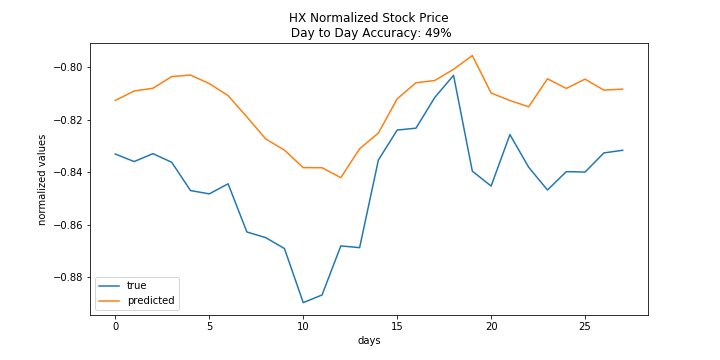 HX Normalized Stock Price
Day to Day Accuracy: 49%
−0.80
−0.82
−0.84
−0.86
−0.88
normalized values
true
predicted
0 5 10 15 20 25
days